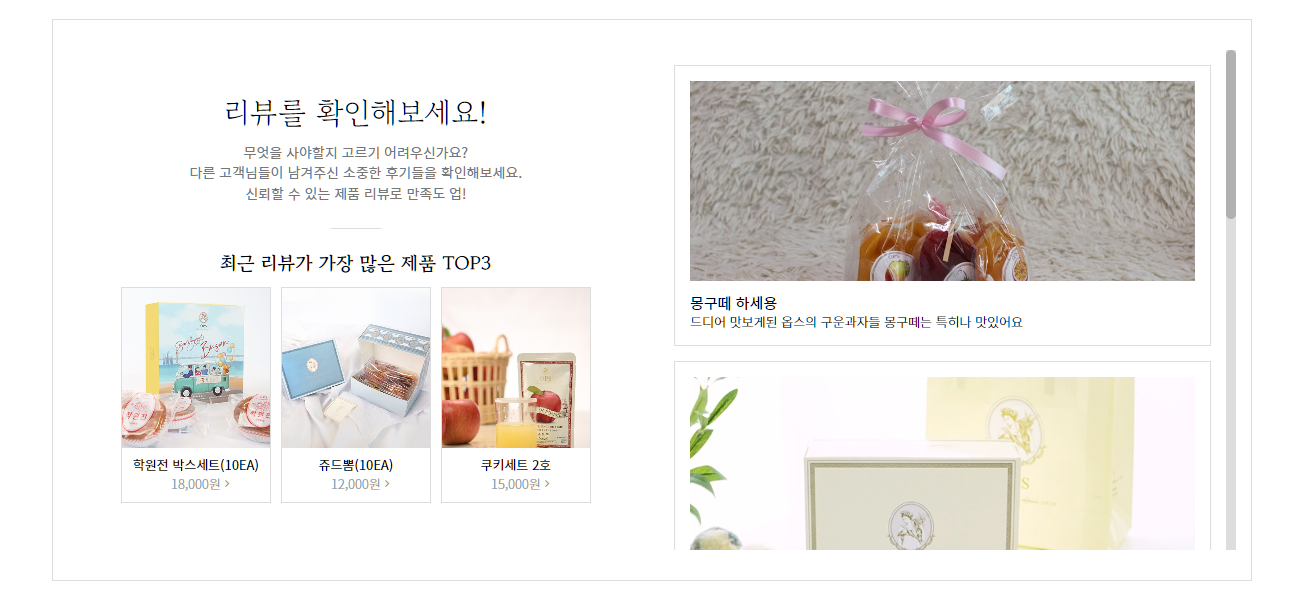 리뷰를 확인해보세요!
무엇을 사야할지 고르기 어려우신가요?
다른 고객님들이 남겨주신 소중한 후기들을 확인해보세요.
신뢰할 수 있는 제품 리뷰로 만족도 업!
최근 리뷰가 가장 많은 제품 TOP3
OPS
학원전 박스세트(10EA)
18,000원 >
쥬드뽐(10EA)
12,000원 >
OPS
쿠키세트 2호
15,000원 >
몽구떼 하세용
드디어 맛보게된 옵스의 구운과자들 몽구떼는 특히나 맛있어요